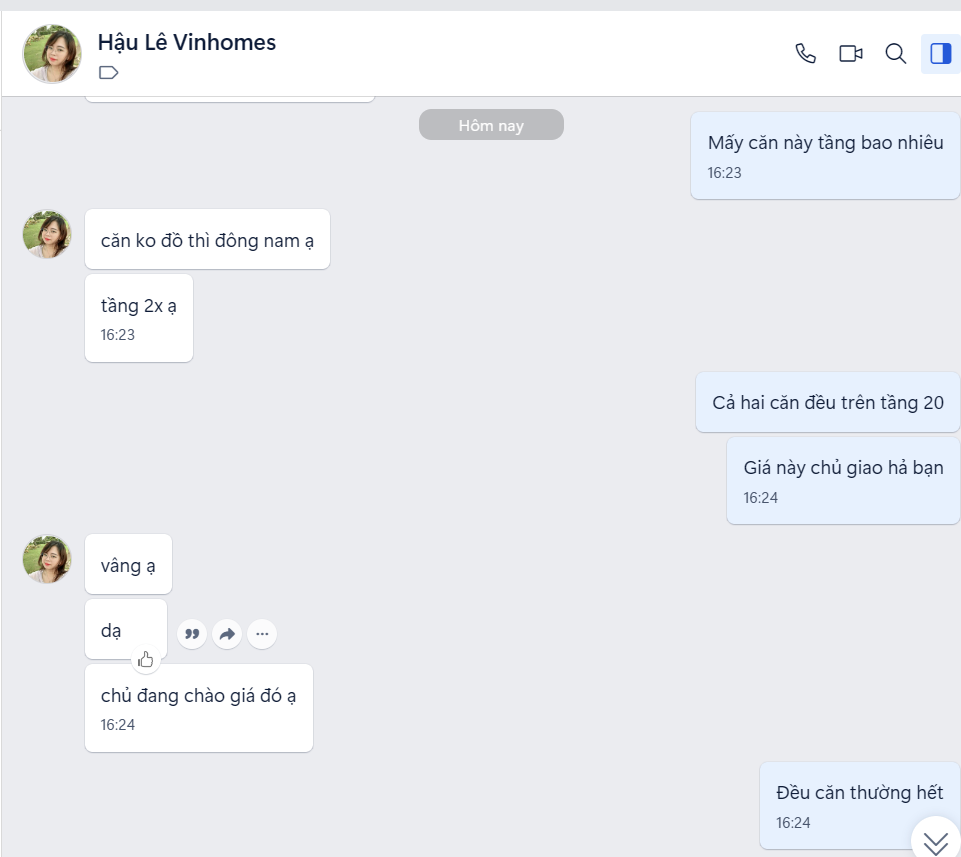 Hậu Lê Vinhomes
Hôm nay
Mấy căn này tầng bao nhiêu
16:23
căn ko đồ thì đông nam ạ
tầng 2x ạ
16:23
Cả hai căn đều trên tầng 20
Giá này chủ giao hả bạn
16:24
vâng ạ
dạ
chủ đang chào giá đó ạ
16:24
Đều căn thường hết
16:24